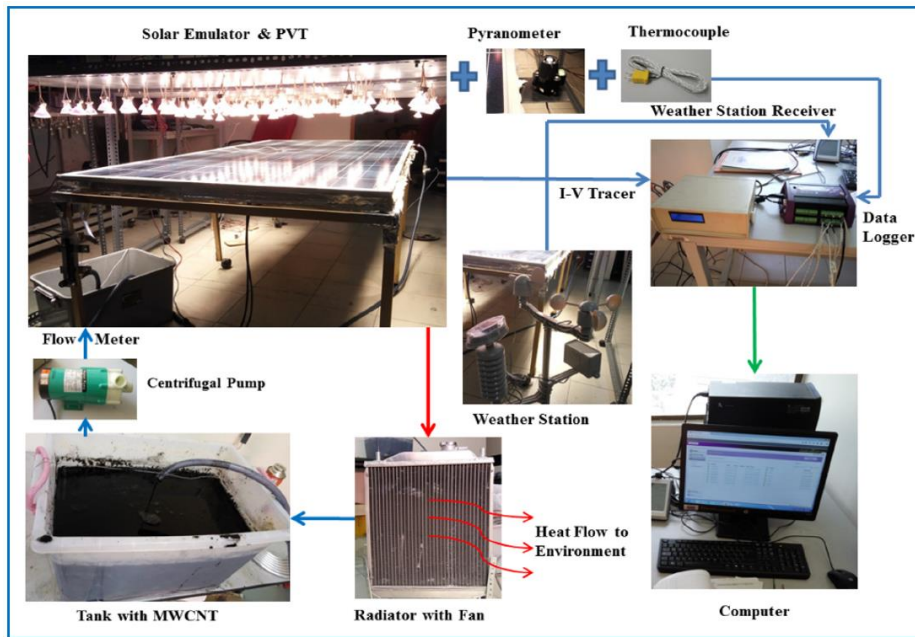 Solar Emulator & PVT
Pyranometer
Thermocouple
Weather Station Receiver
I-V Tracer
Data
Logger
Flow Meter
Centrifugal Pump
Weather Station
Heat Flow to
Environment
Tank with MWCNT
Radiator with Fan
Computer